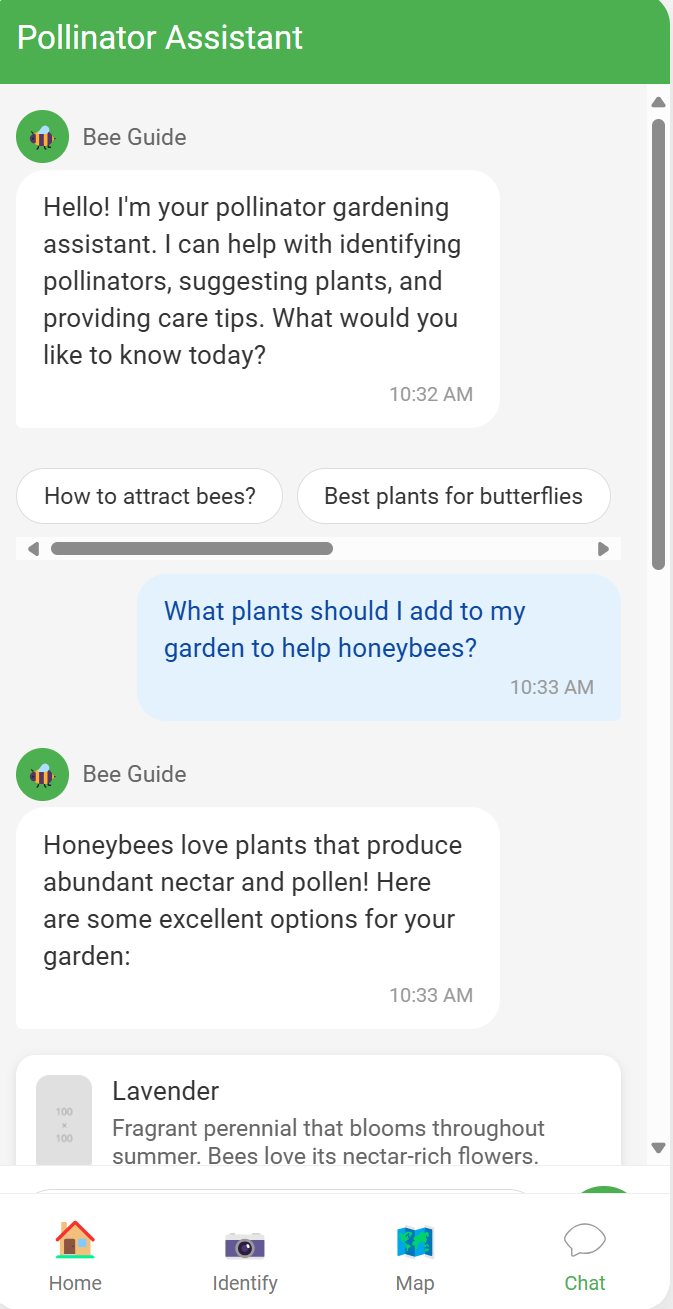 Pollinator Assistant
Bee Guide
Hello! I'm your pollinator gardening
assistant. I can help with identifying
pollinators, suggesting plants, and
providing care tips. What would you
like to know today?
10:32 AM
How to attract bees?
Best plants for butterflies
What plants should I add to my
garden to help honeybees?
10:33 AM
Bee Guide
Honeybees love plants that produce
abundant nectar and pollen! Here
are some excellent options for your
garden:
10:33 AM
100
×
100
Lavender
Fragrant perennial that blooms throughout
summer. Bees love its nectar-rich flowers.
Home
Identify
Map
Chat